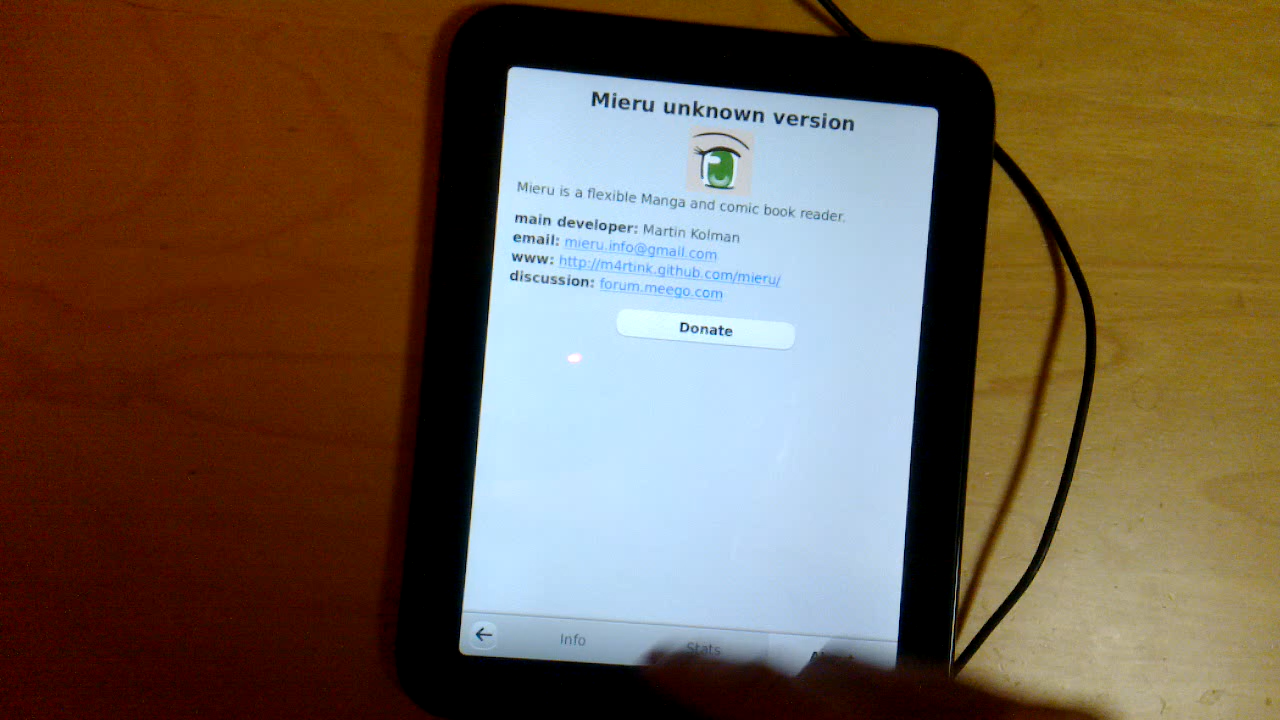 Mieru unknown version
Mieru is a flexible Manga and comic book reader.
main developer: Martin Kolman
email: mieru.info@gmail.com
www: http://m4rtink.github.com/mieru/
discussion: forum.meego.com
Donate
Info Stats